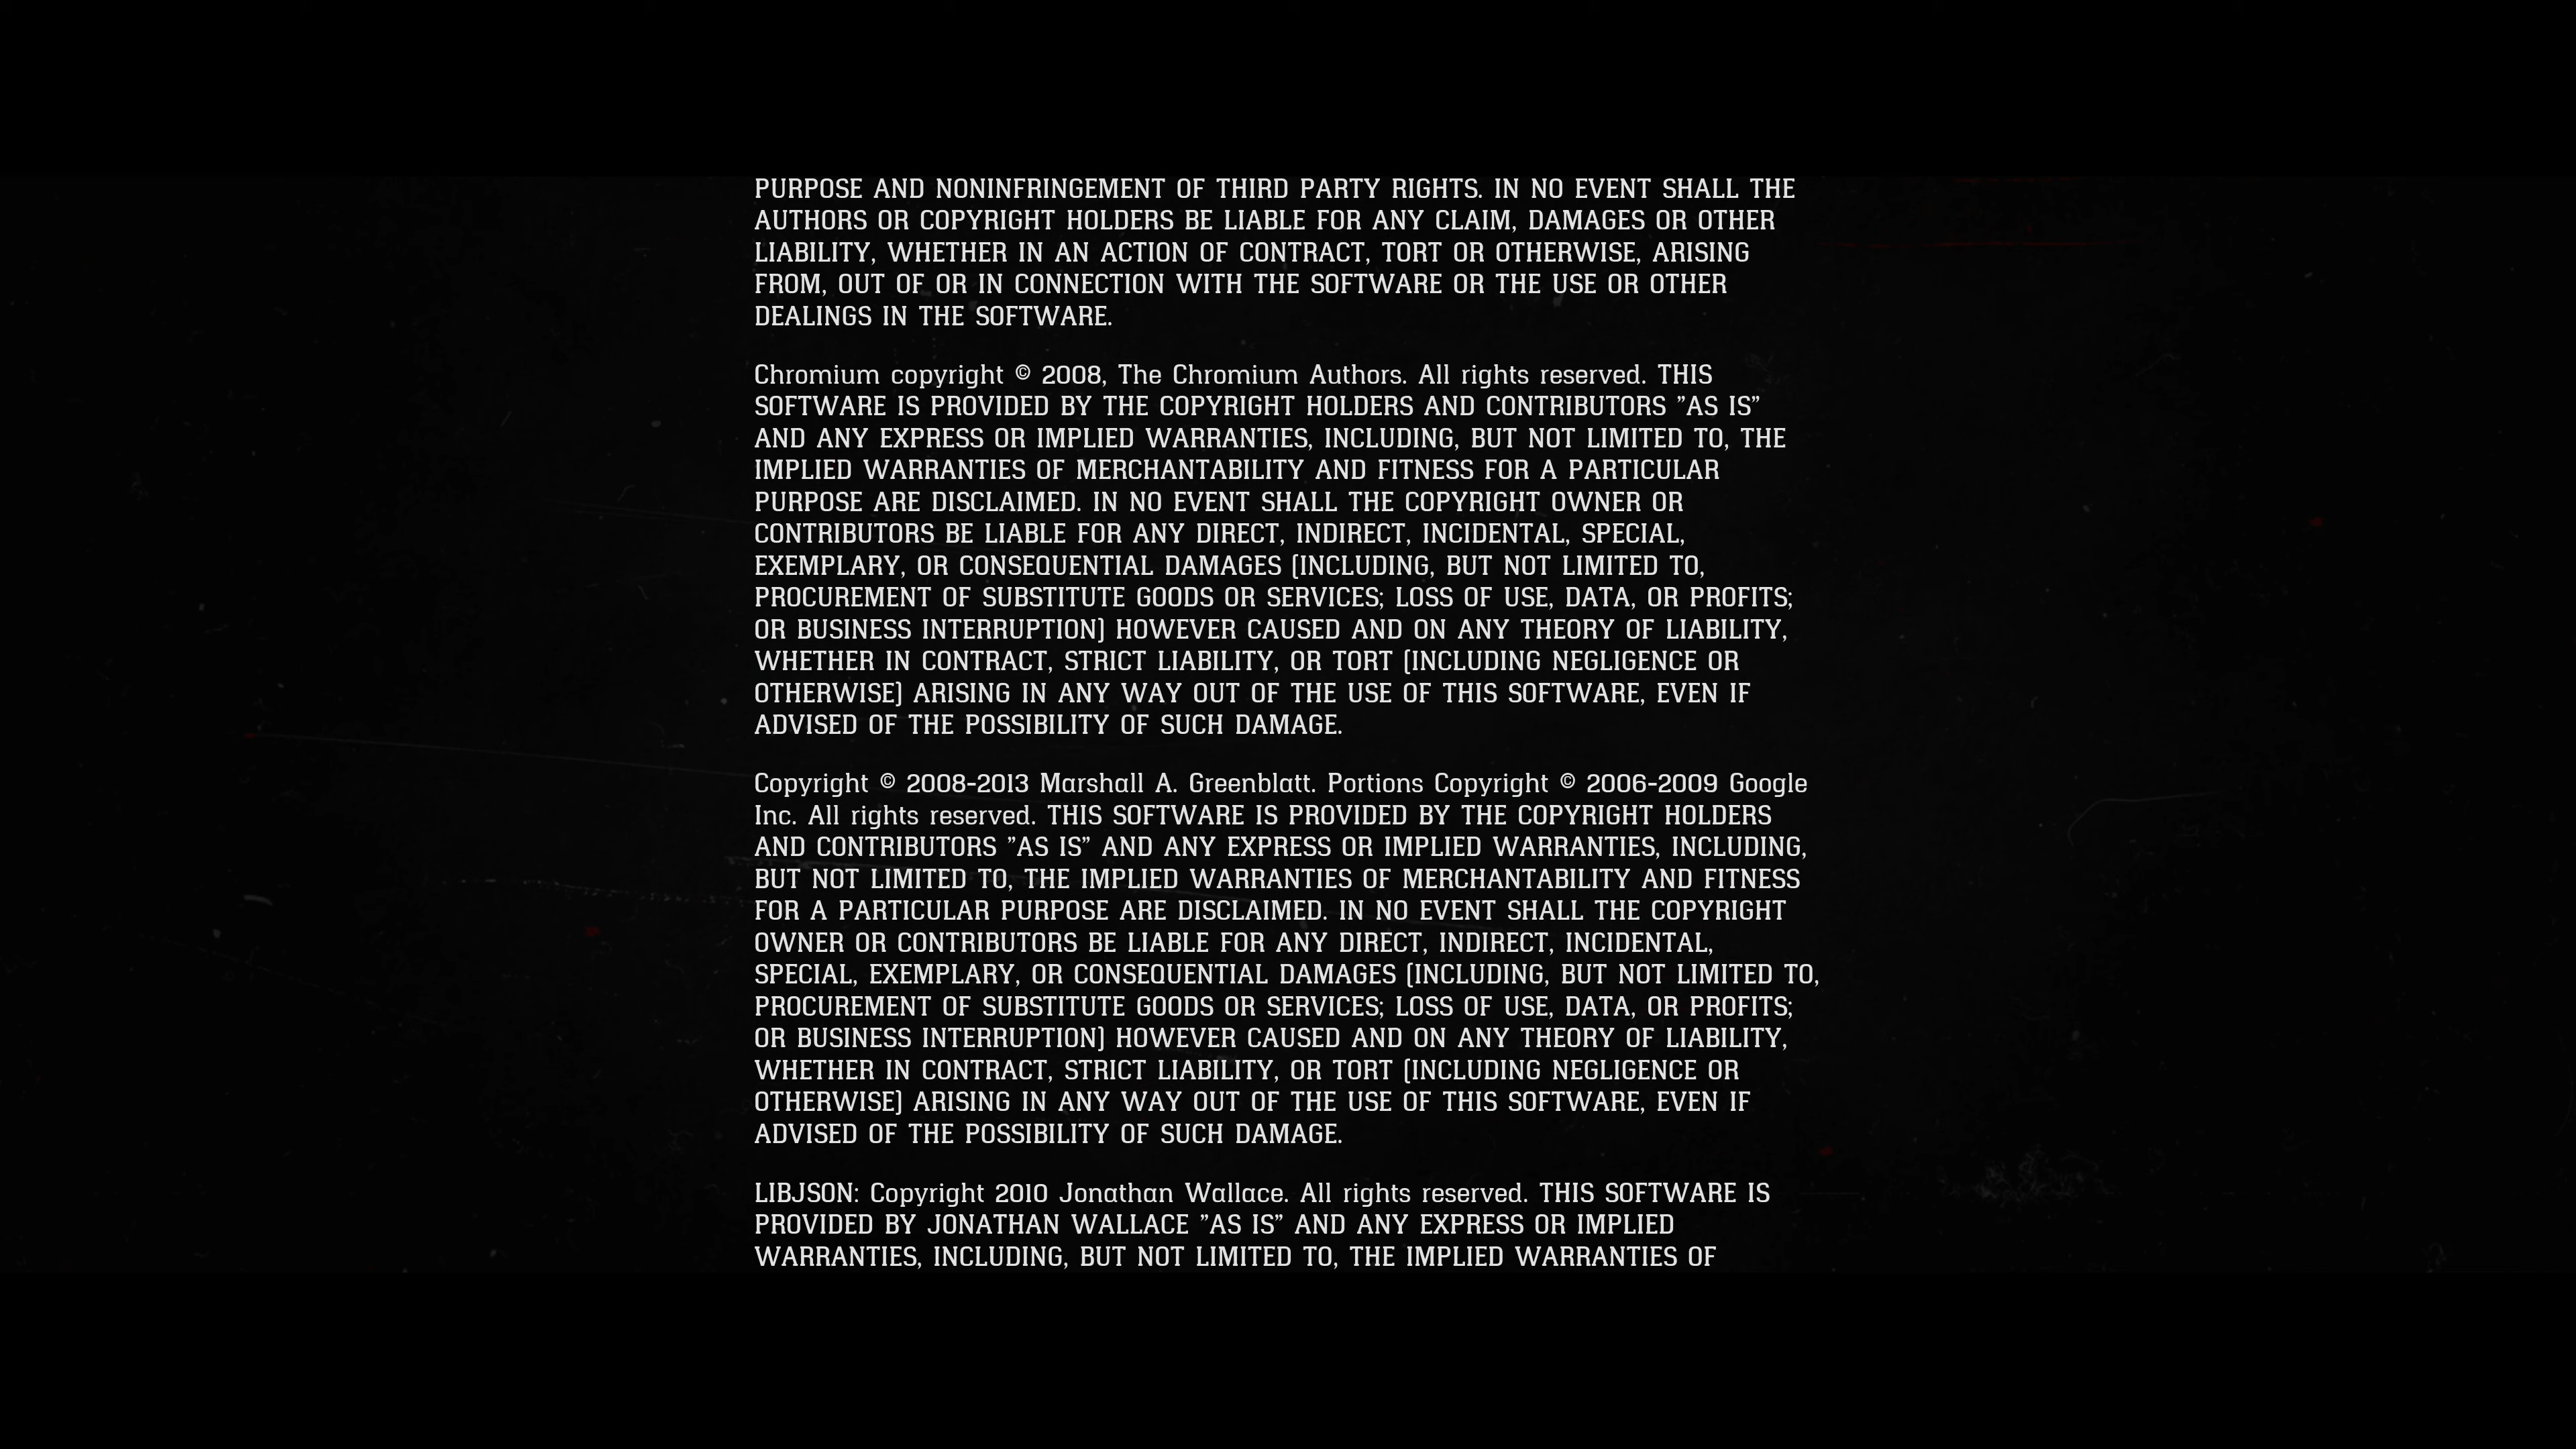 PURPOSE AND NONINFRINGEMENT OF THIRD PARTY RIGHTS. IN NO EVENT SHALL THE
AUTHORS OR COPYRIGHT HOLDERS BE LIABLE FOR ANY CLAIM, DAMAGES OR OTHER
LIABILITY, WHETHER IN AN ACTION OF CONTRACT, TORT OR OTHERWISE, ARISING
FROM, OUT OF OR IN CONNECTION WITH THE SOFTWARE OR THE USE OR OTHER
DEALINGS IN THE SOFTWARE.
Chromium copyright © 2008, The Chromium Authors. All rights reserved. THIS
SOFTWARE IS PROVIDED BY THE COPYRIGHT HOLDERS AND CONTRIBUTORS ”AS IS”
AND ANY EXPRESS OR IMPLIED WARRANTIES, INCLUDING, BUT NOT LIMITED TO, THE
IMPLIED WARRANTIES OF MERCHANTABILITY AND FITNESS FOR A PARTICULAR
PURPOSE ARE DISCLAIMED. IN NO EVENT SHALL THE COPYRIGHT OWNER OR
CONTRIBUTORS BE LIABLE FOR ANY DIRECT, INDIRECT, INCIDENTAL, SPECIAL,
EXEMPLARY, OR CONSEQUENTIAL DAMAGES (INCLUDING, BUT NOT LIMITED TO,
PROCUREMENT OF SUBSTITUTE GOODS OR SERVICES; LOSS OF USE, DATA, OR PROFITS;
OR BUSINESS INTERRUPTION) HOWEVER CAUSED AND ON ANY THEORY OF LIABILITY,
WHETHER IN CONTRACT, STRICT LIABILITY, OR TORT (INCLUDING NEGLIGENCE OR
OTHERWISE) ARISING IN ANY WAY OUT OF THE USE OF THIS SOFTWARE, EVEN IF
ADVISED OF THE POSSIBILITY OF SUCH DAMAGE.
Copyright © 2008-2013 Marshall A. Greenblatt. Portions Copyright © 2006-2009 Google
Inc. All rights reserved. THIS SOFTWARE IS PROVIDED BY THE COPYRIGHT HOLDERS
AND CONTRIBUTORS ”AS IS” AND ANY EXPRESS OR IMPLIED WARRANTIES, INCLUDING,
BUT NOT LIMITED TO, THE IMPLIED WARRANTIES OF MERCHANTABILITY AND FITNESS
FOR A PARTICULAR PURPOSE ARE DISCLAIMED. IN NO EVENT SHALL THE COPYRIGHT
OWNER OR CONTRIBUTORS BE LIABLE FOR ANY DIRECT, INDIRECT, INCIDENTAL,
SPECIAL, EXEMPLARY, OR CONSEQUENTIAL DAMAGES (INCLUDING, BUT NOT LIMITED TO,
PROCUREMENT OF SUBSTITUTE GOODS OR SERVICES; LOSS OF USE, DATA, OR PROFITS;
OR BUSINESS INTERRUPTION) HOWEVER CAUSED AND ON ANY THEORY OF LIABILITY,
WHETHER IN CONTRACT, STRICT LIABILITY, OR TORT (INCLUDING NEGLIGENCE OR
OTHERWISE) ARISING IN ANY WAY OUT OF THE USE OF THIS SOFTWARE, EVEN IF
ADVISED OF THE POSSIBILITY OF SUCH DAMAGE.
LIBJSON: Copyright 2010 Jonathan Wallace. All rights reserved. THIS SOFTWARE IS
PROVIDED BY JONATHAN WALLACE ”AS IS” AND ANY EXPRESS OR IMPLIED
WARRANTIES, INCLUDING, BUT NOT LIMITED TO, THE IMPLIED WARRANTIES OF